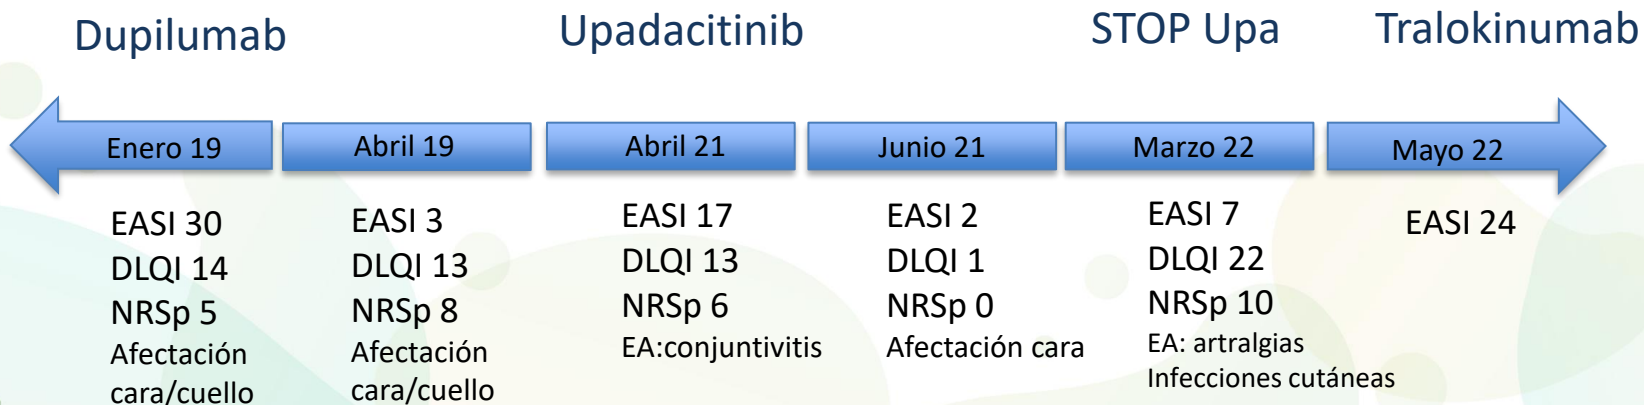 Dupilumab
Upadacitinib
STOP Upa
Tralokinumab
Enero 19
Abril 19
Abril 21
Junio 21
Marzo 22
Mayo 22
EASI 30
DLQI 14
NRSp 5
Afectación
cara/cuello
EASI 3
DLQI 13
NRSp 8
Afectación
cara/cuello
EASI 17
DLQI 13
NRSp 6
EA:conjuntivitis
EASI 2
DLQI 1
NRSp 0
Afectación cara
EASI 7
DLQI 22
NRSp 10
EA: artralgias
Infecciones cutáneas
EASI 24